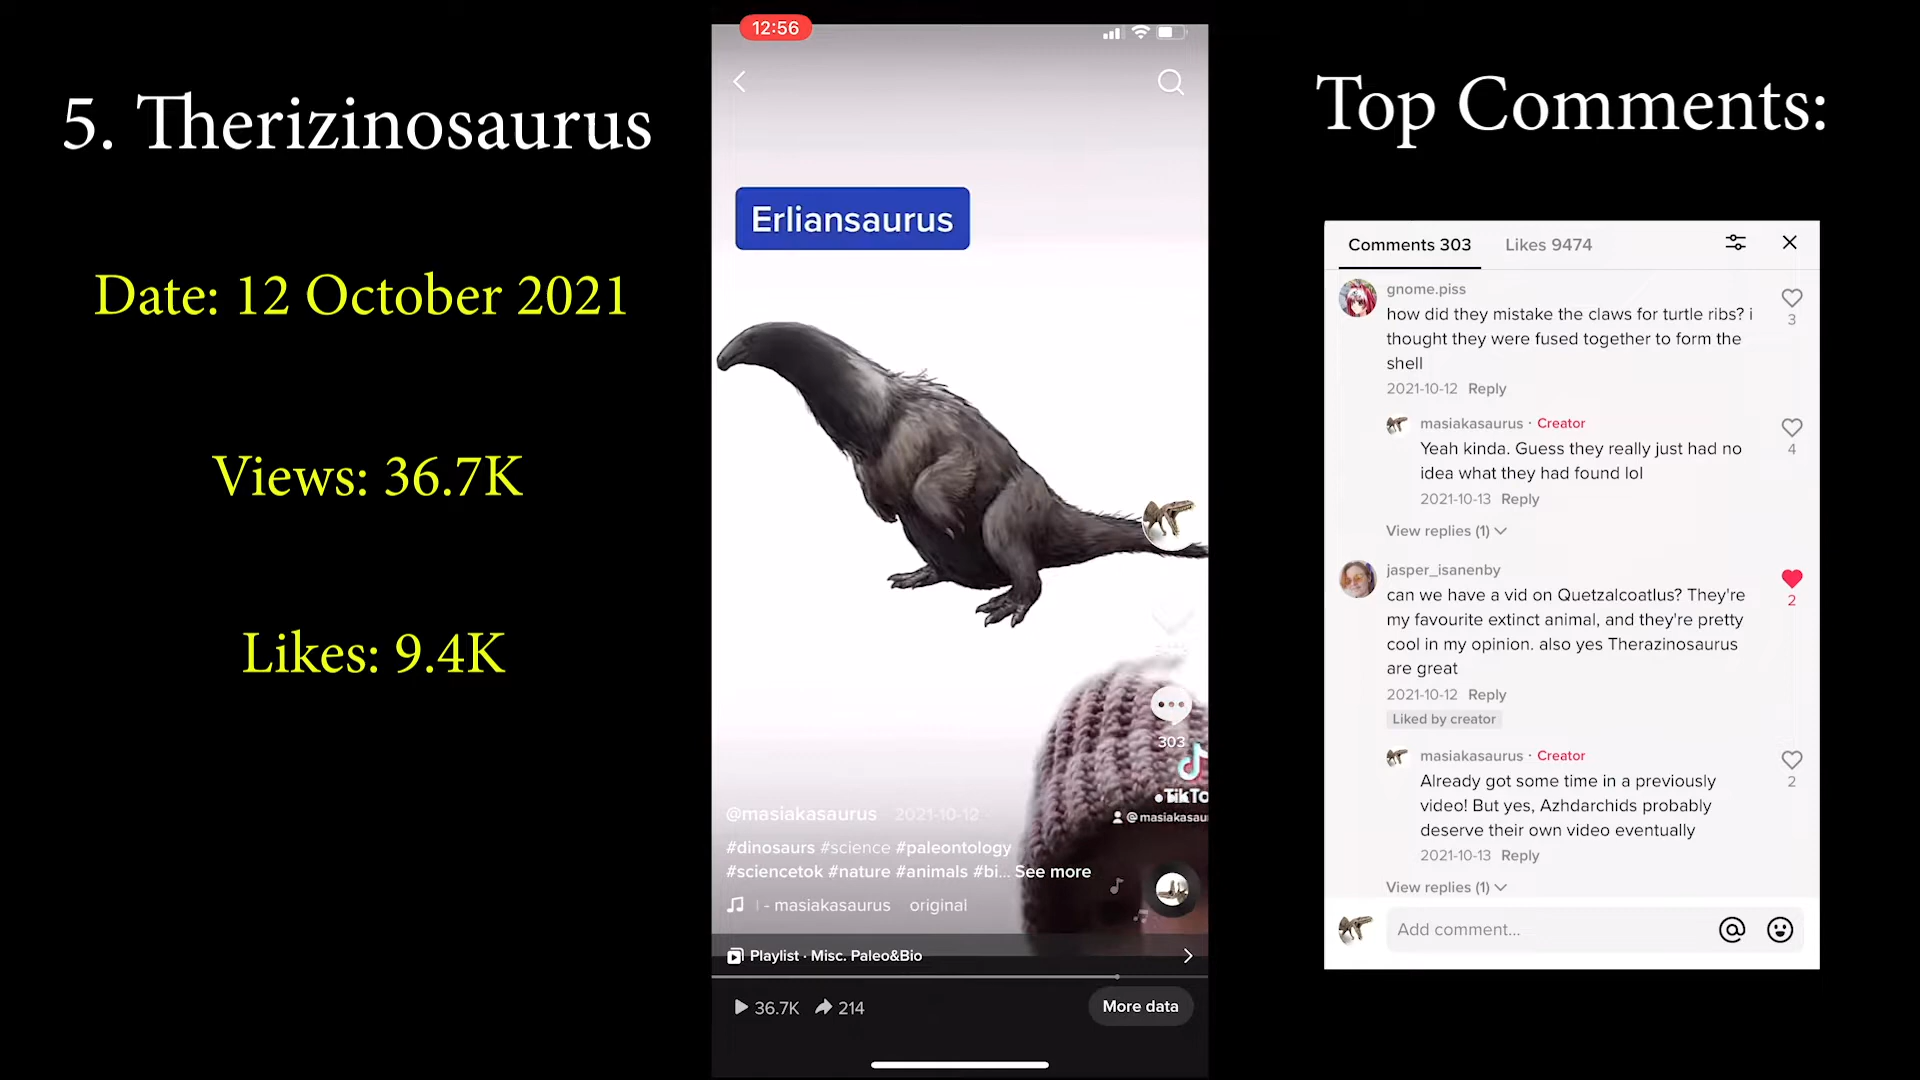 5. Therizinosaurus
Date: 12 October 2021
Views: 36.7K
Likes: 9.4K
12:56
Erliansaurus
303
TikTo
@masiakasau
@masiakasaurus 2021-10-12
#dinosaurs #science #paleontology
#sciencetok #nature #animals #bi... See more
- masiakasaurus original
Playlist · Misc. Paleo&Bio
36.7K 214
More data
Top Comments:
Comments 303 Likes 9474
gnome.piss
how did they mistake the claws for turtle ribs? i
thought they were fused together to form the
shell
3
2021-10-12 Reply
masiakasaurus · Creator
Yeah kinda. Guess they really just had no
idea what they had found lol
4
2021-10-13 Reply
View replies (1)
jasper_isanenby
can we have a vid on Quetzalcoatlus? They're
my favourite extinct animal, and they're pretty
cool in my opinion. also yes Therazinosaurus
are great
2
2021-10-12 Reply
Liked by creator
masiakasaurus · Creator
Already got some time in a previously
video! But yes, Azhdarchids probably
deserve their own video eventually
2
2021-10-13 Reply
View replies (1)
Add comment...